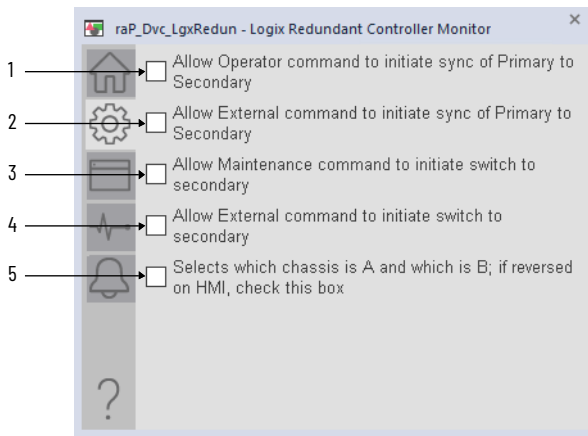 raP_Dvc_LgxRedun - Logix Redundant Controller Monitor
1
Allow Operator command to initiate sync of Primary to
Secondary
2
Allow External command to initiate sync of Primary to
Secondary
3
Allow Maintenance command to initiate switch to
secondary
4
Allow External command to initiate switch to
secondary
5
Selects which chassis is A and which is B; if reversed
on HMI, check this box
?